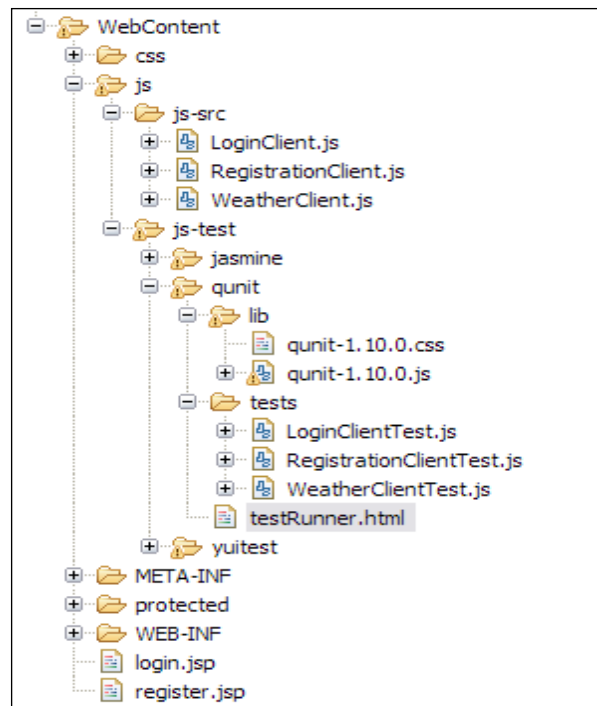 WebContent
css
js
js-src
LoginClient.js
RegistrationClient.js
WeatherClient.js
js-test
jasmine
qunit
lib
qunit-1.10.0.css
qunit-1.10.0.js
tests
LoginClientTest.js
RegistrationClientTest.js
WeatherClientTest.js
testRunner.html
yuitest
META-INF
protected
WEB-INF
login.jsp
register.jsp